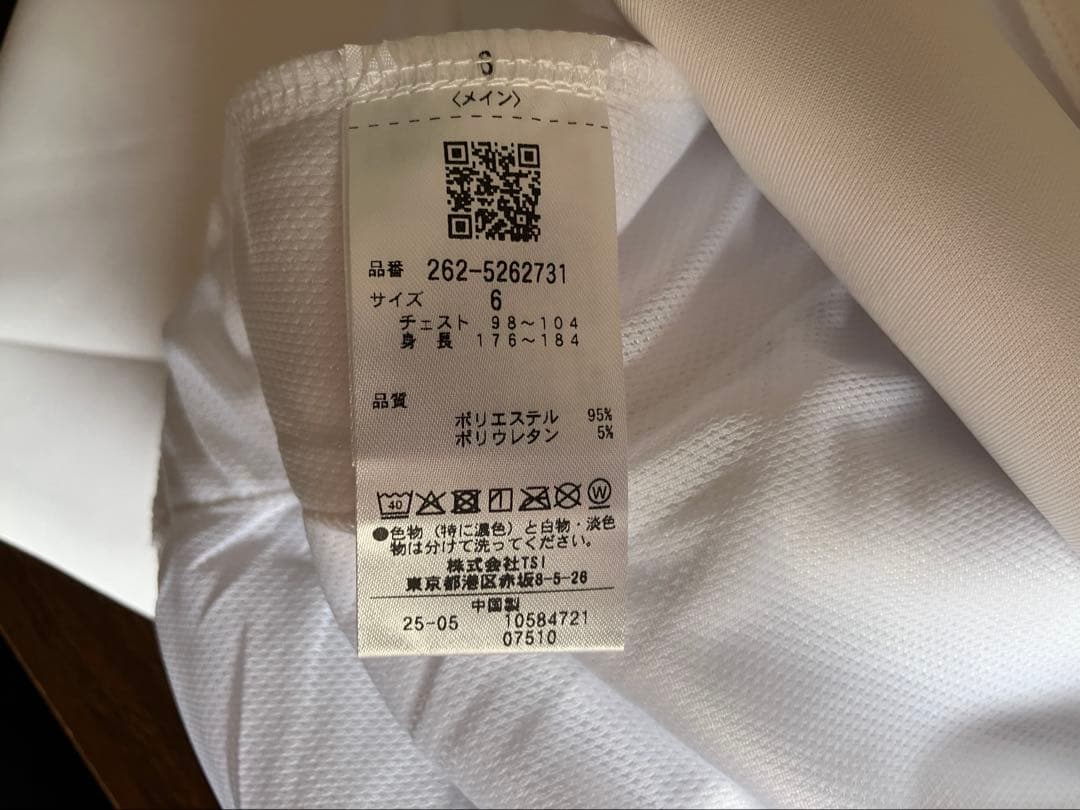 6
〈メイン〉
品番 262-5262731
サイズ 6
チェスト 98~104
身長 176~184
品質
ポリエステル 95%
ポリウレタン 5%
40 W
●色物(特に濃色)と白物・淡色
物は分けて洗ってください。
株式会社TSI
東京都港区赤坂8-5-26
中国製
25-05 10584721
07510